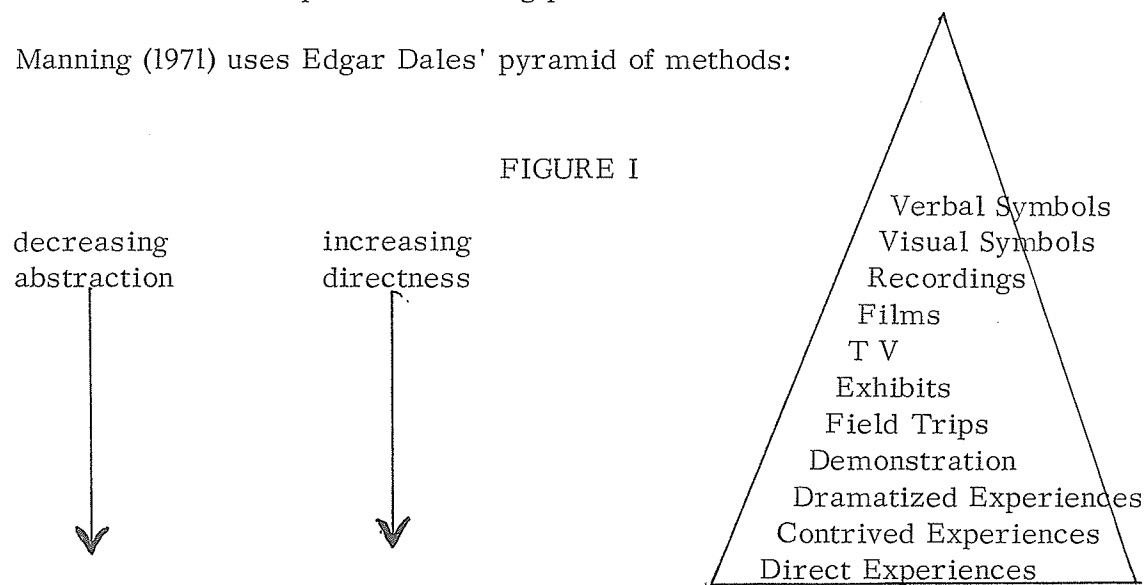 Manning (1971) uses Edgar Dales' pyramid of methods:
FIGURE I
decreasing
abstraction
increasing
directness
Verbal Symbols
Visual Symbols
Recordings
Films
T V
Exhibits
Field Trips
Demonstration
Dramatized Experiences
Contrived Experiences
Direct Experiences